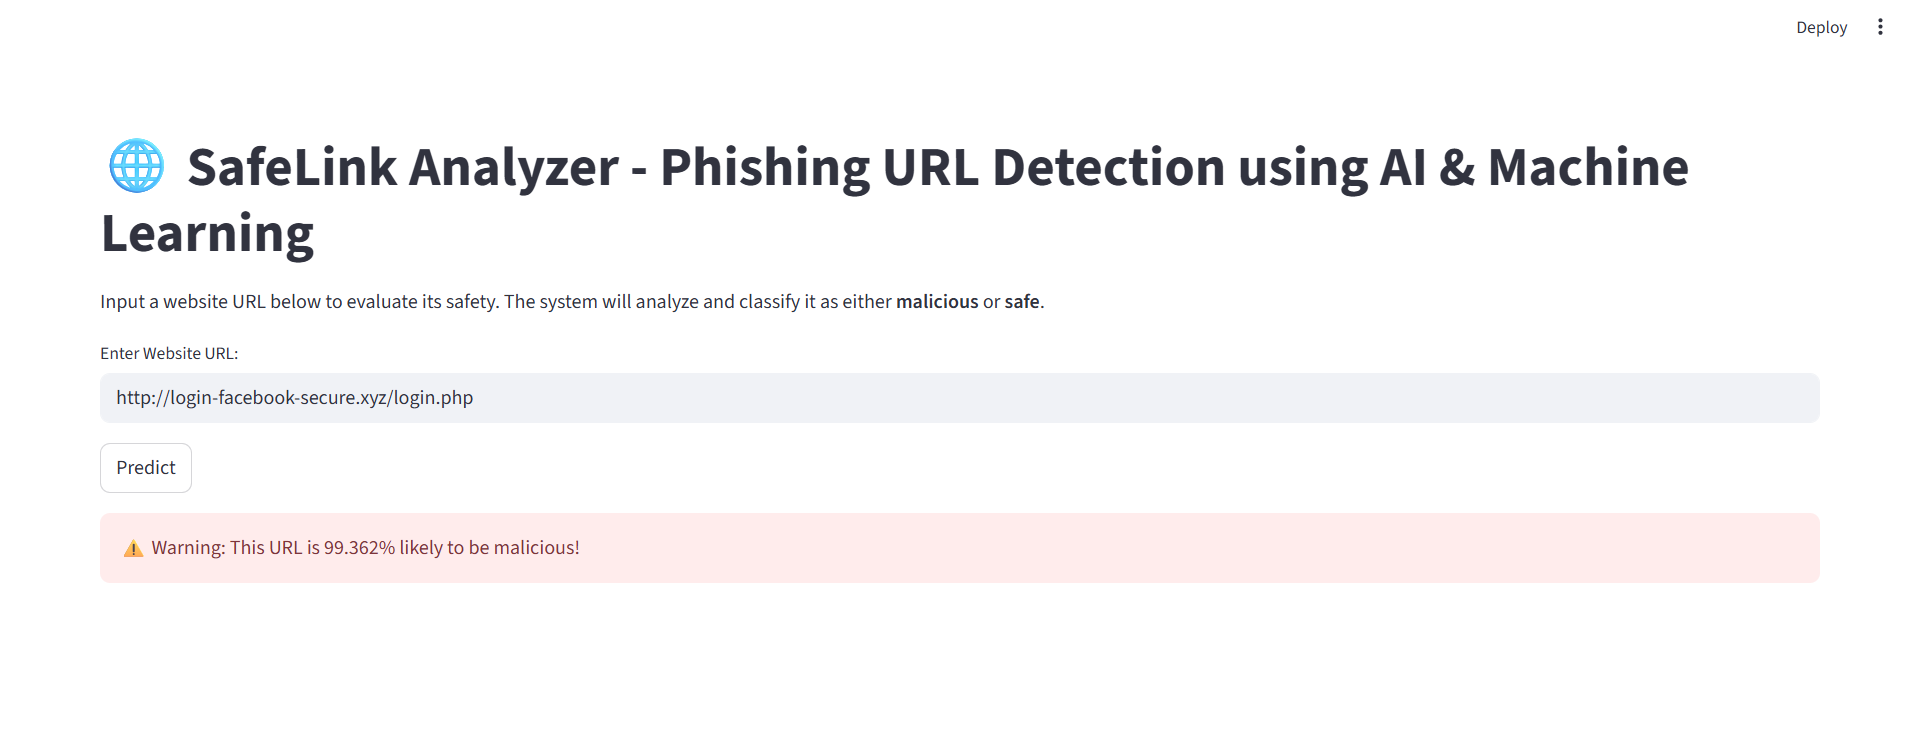 Deploy
SafeLink Analyzer - Phishing URL Detection using AI & Machine
Learning
Input a website URL below to evaluate its safety. The system will analyze and classify it as either malicious or safe.
Enter Website URL:
http://login-facebook-secure.xyz/login.php
Predict
Warning: This URL is 99.362% likely to be malicious!